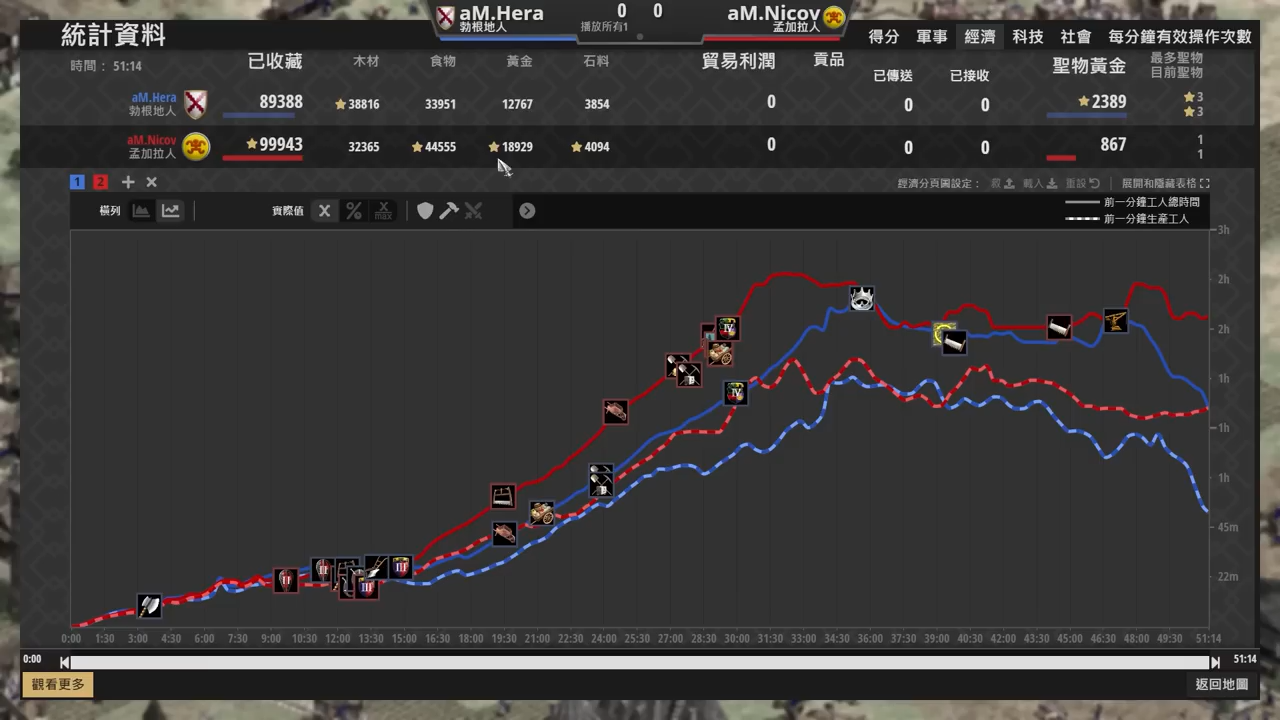 aM.Hera
勃根地人
0
0
播放所有1
aM.Nicov
孟加拉人
統計資料
得分
軍事
經濟
科技
社會
每分鐘有效操作次數
時間： 51:14
已收藏
木材
食物
黃金
石料
貿易利潤
貢品
已傳送
已接收
聖物黃金
最多聖物
目前聖物
aM.Hera
勃根地人
89388
38816
33951
12767
3854
0
0
0
2389
3
3
aM.Nicov
孟加拉人
99943
32365
44555
18929
4094
0
0
0
867
1
1
1
2
經濟分頁圖設定：
載入
重設
展開和隱藏表格
橫列
實際值
X
%
X
max
前一分鐘工人總時間
前一分鐘生產工人
3h
2h
2h
1h
1h
1h
45m
22m
0:00
1:30
3:00
4:30
6:00
7:30
9:00
10:30
12:00
13:30
15:00
16:30
18:00
19:30
21:00
22:30
24:00
25:30
27:00
28:30
30:00
31:30
33:00
34:30
36:00
37:30
39:00
40:30
42:00
43:30
45:00
46:30
48:00
49:30
51:14
0:00
51:14
觀看更多
返回地圖